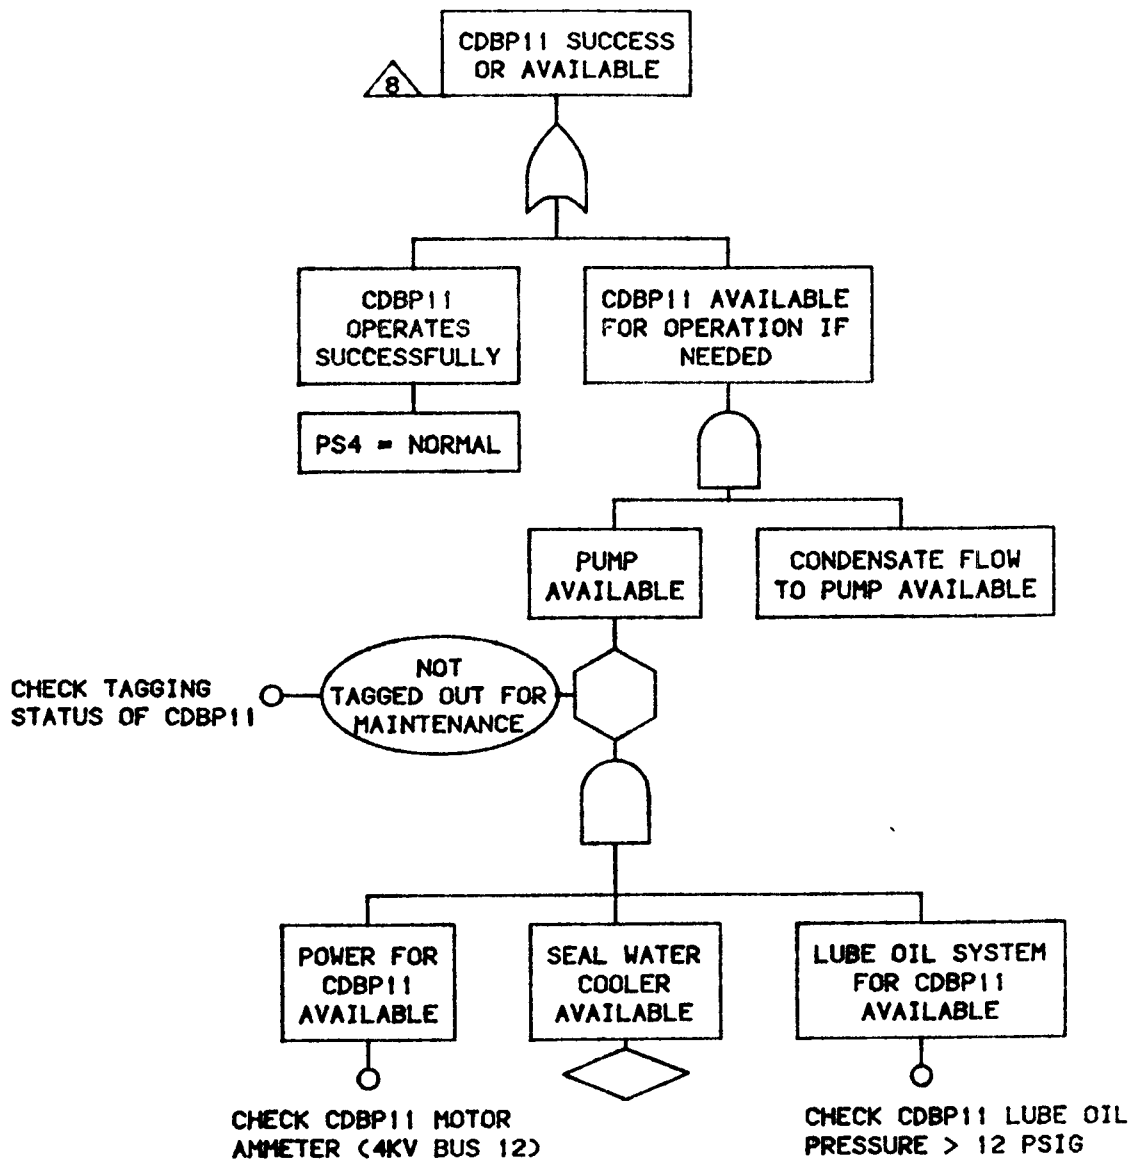 CDBP11 SUCCESS
OR AVAILABLE
8
CDBP11
OPERATES
SUCCESSFULLY
CDBP11 AVAILABLE
FOR OPERATION IF
NEEDED
PS4 = NORMAL
PUMP
AVAILABLE
CONDENSATE FLOW
TO PUMP AVAILABLE
CHECK TAGGING
STATUS OF CDBP11
NOT
TAGGED OUT FOR
MAINTENANCE
POWER FOR
CDBP11
AVAILABLE
SEAL WATER
COOLER
AVAILABLE
LUBE OIL SYSTEM
FOR CDBP11
AVAILABLE
CHECK CDBP11 MOTOR
AMMETER (4KV BUS 12)
CHECK CDBP11 LUBE OIL
PRESSURE > 12 PSIG